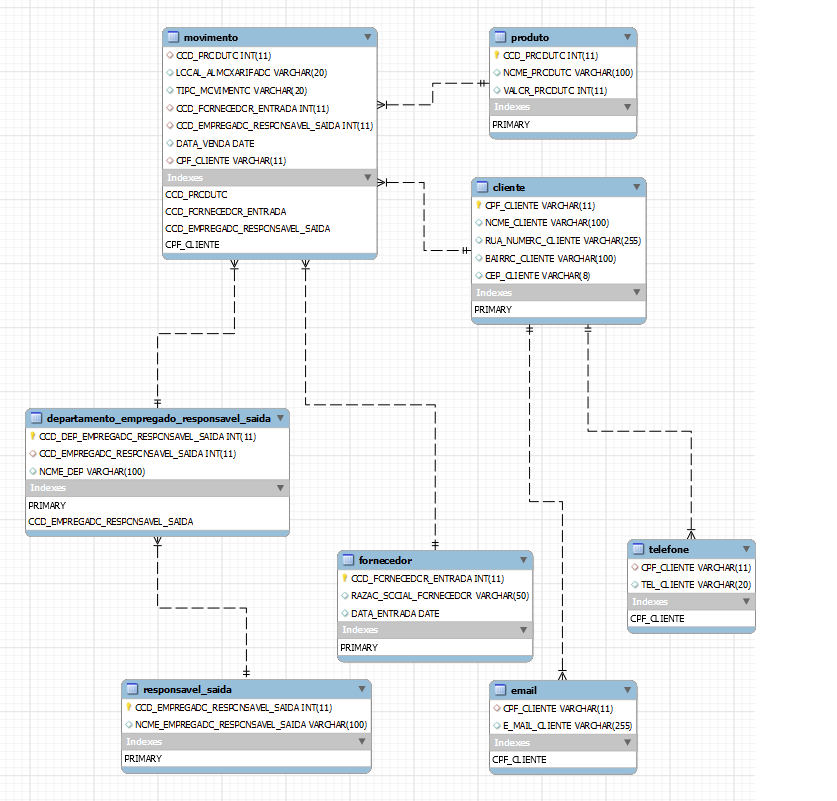 movimento
CCD_PRCDUTC INT(11)
LCCAL_ALMCXARIFADC VARCHAR(20)
TIPC_MCVIMENTC VARCHAR(20)
CCD_FCRNECEDCR_ENTRADA INT(11)
CCD_EMPREGADC_RESPCNSAVEL_SAIDA INT(11)
DATA_VENDA DATE
CPF_CLIENTE VARCHAR(11)
Indexes
CCD_PRCDUTC
CCD_FCRNECEDCR_ENTRADA
CCD_EMPREGADC_RESPCNSAVEL_SAIDA
CPF_CLIENTE
produto
CCD_PRCDUTC INT(11)
NCME_PRCDUTC VARCHAR(100)
VALCR_PRCDUTC INT(11)
Indexes
PRIMARY
cliente
CPF_CLIENTE VARCHAR(11)
NCME_CLIENTE VARCHAR(100)
RUA_NUMERC_CLIENTE VARCHAR(255)
BAIRRC_CLIENTE VARCHAR(100)
CEP_CLIENTE VARCHAR(8)
Indexes
PRIMARY
departamento_empregado_responsavel_saida
CCD_DEP_EMPREGADC_RESPCNSAVEL_SAIDA INT(11)
CCD_EMPREGADC_RESPCNSAVEL_SAIDA INT(11)
NCME_DEP VARCHAR(100)
Indexes
PRIMARY
CCD_EMPREGADC_RESPCNSAVEL_SAIDA
fornecedor
CCD_FCRNECEDCR_ENTRADA INT(11)
RAZAC_SCCIAL_FCRNECEDCR VARCHAR(50)
DATA_ENTRADA DATE
Indexes
PRIMARY
telefone
CPF_CLIENTE VARCHAR(11)
TEL_CLIENTE VARCHAR(20)
Indexes
CPF_CLIENTE
responsavel_saida
CCD_EMPREGADC_RESPCNSAVEL_SAIDA INT(11)
NCME_EMPREGADC_RESPCNSAVEL_SAIDA VARCHAR(100)
Indexes
PRIMARY
email
CPF_CLIENTE VARCHAR(11)
E_MAIL_CLIENTE VARCHAR(255)
Indexes
CPF_CLIENTE